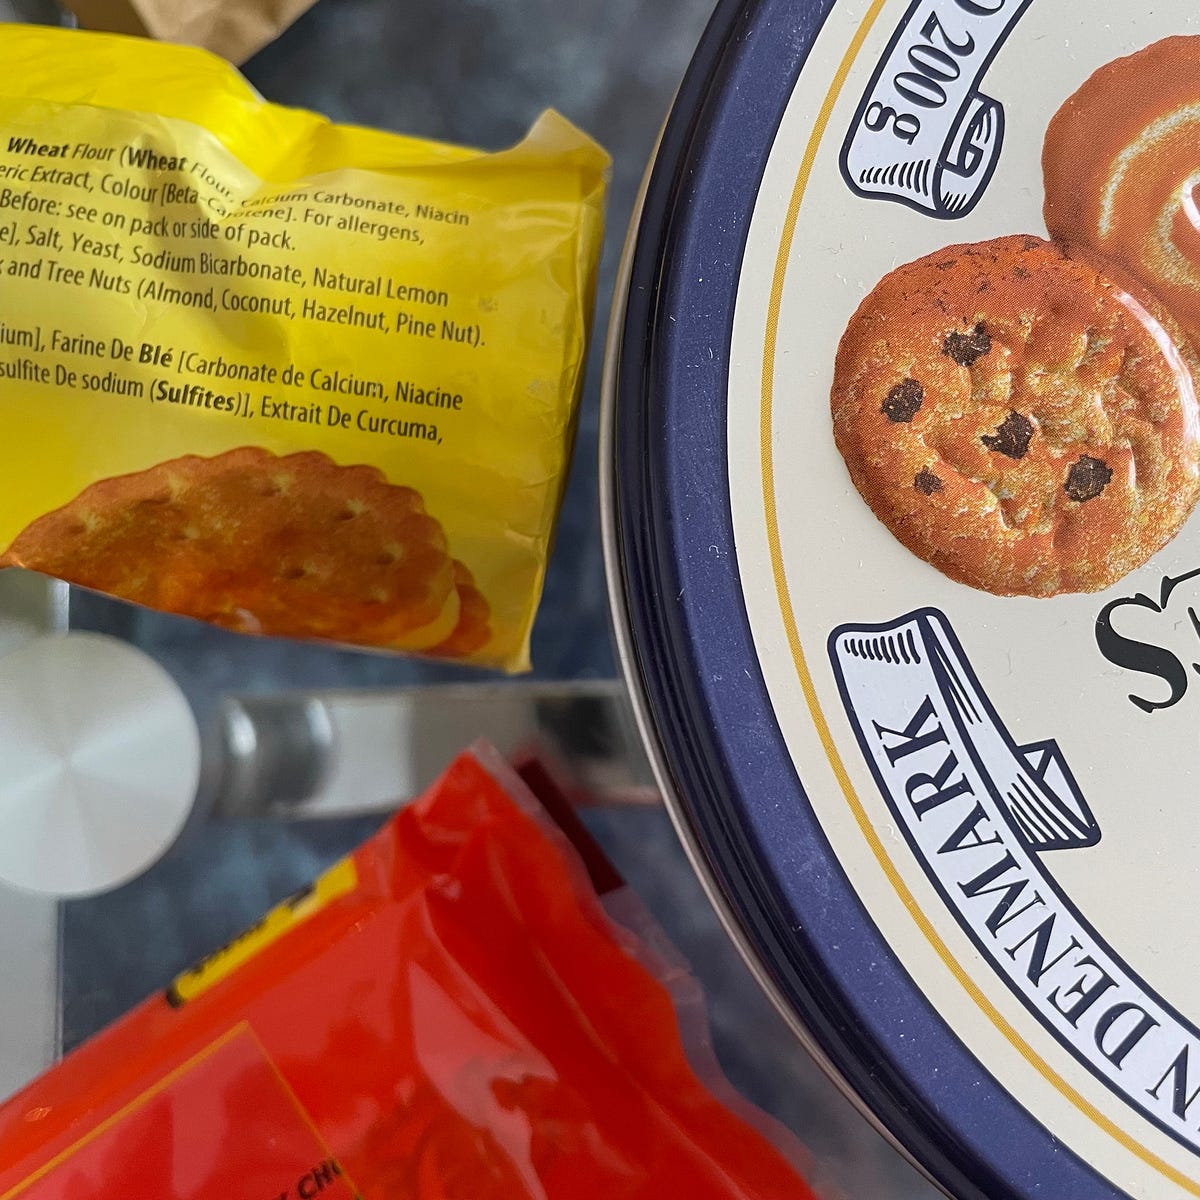 Wheat Flour (Wheat Flour, Calcium Carbonate, Niacin
eric Extract, Colour [Beta-Carotene]. For allergens,
Before: see on pack or side of pack.
e], Salt, Yeast, Sodium Bicarbonate, Natural Lemon
and Tree Nuts (Almond, Coconut, Hazelnut, Pine Nut).
ium], Farine De Blé [Carbonate de Calcium, Niacine
sulfite De sodium (Sulfites)], Extrait De Curcuma,
200g
N DENMARK
CH